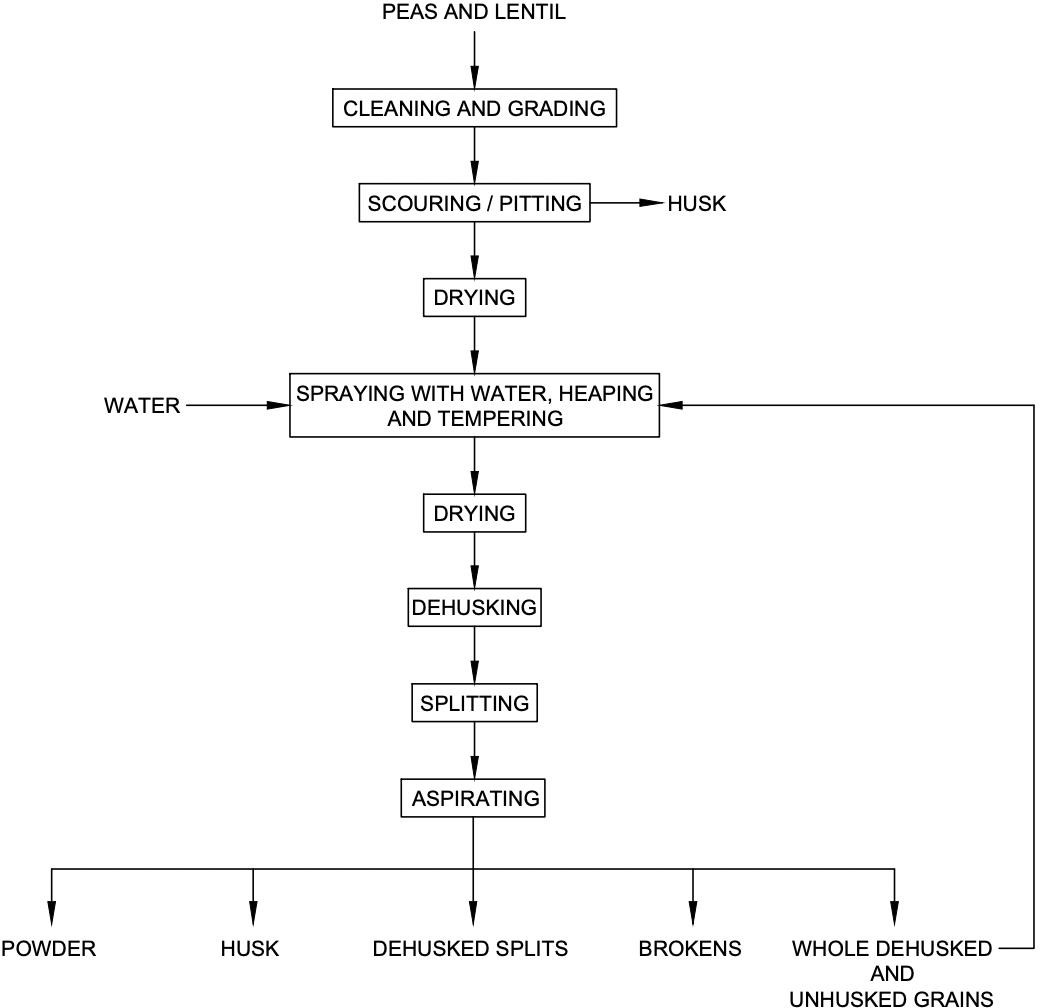 PEAS AND LENTIL
CLEANING AND GRADING
SCOURING / PITTING
HUSK
DRYING
WATER
SPRAYING WITH WATER, HEAPING
AND TEMPERING
DRYING
DEHUSKING
SPLITTING
ASPIRATING
POWDER
HUSK
DEHUSKED SPLITS
BROKENS
WHOLE DEHUSKED
AND
UNHUSKED GRAINS